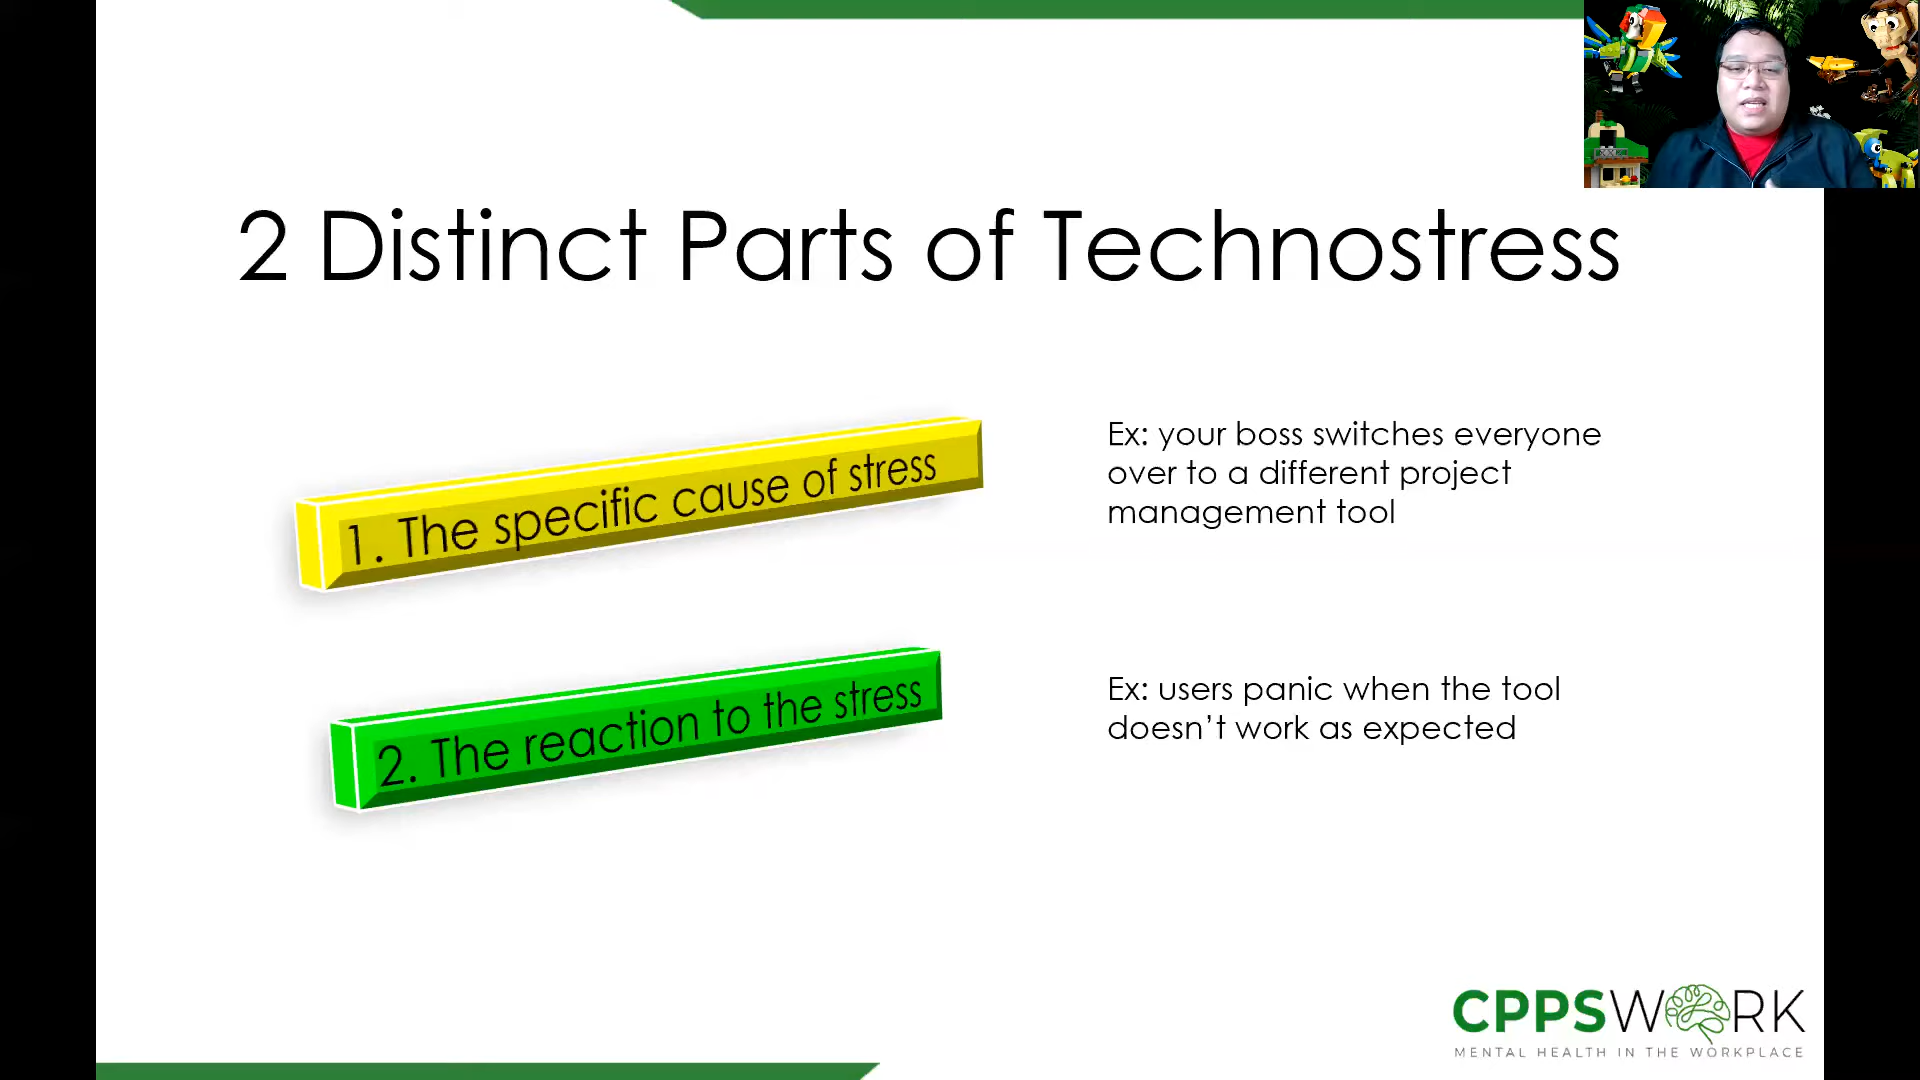 2 Distinct Parts of Technostress
1. The specific cause of stress
Ex: your boss switches everyone
over to a different project
management tool
2. The reaction to the stress
Ex: users panic when the tool
doesn’t work as expected
CPPSWORK
MENTAL HEALTH IN THE WORKPLACE